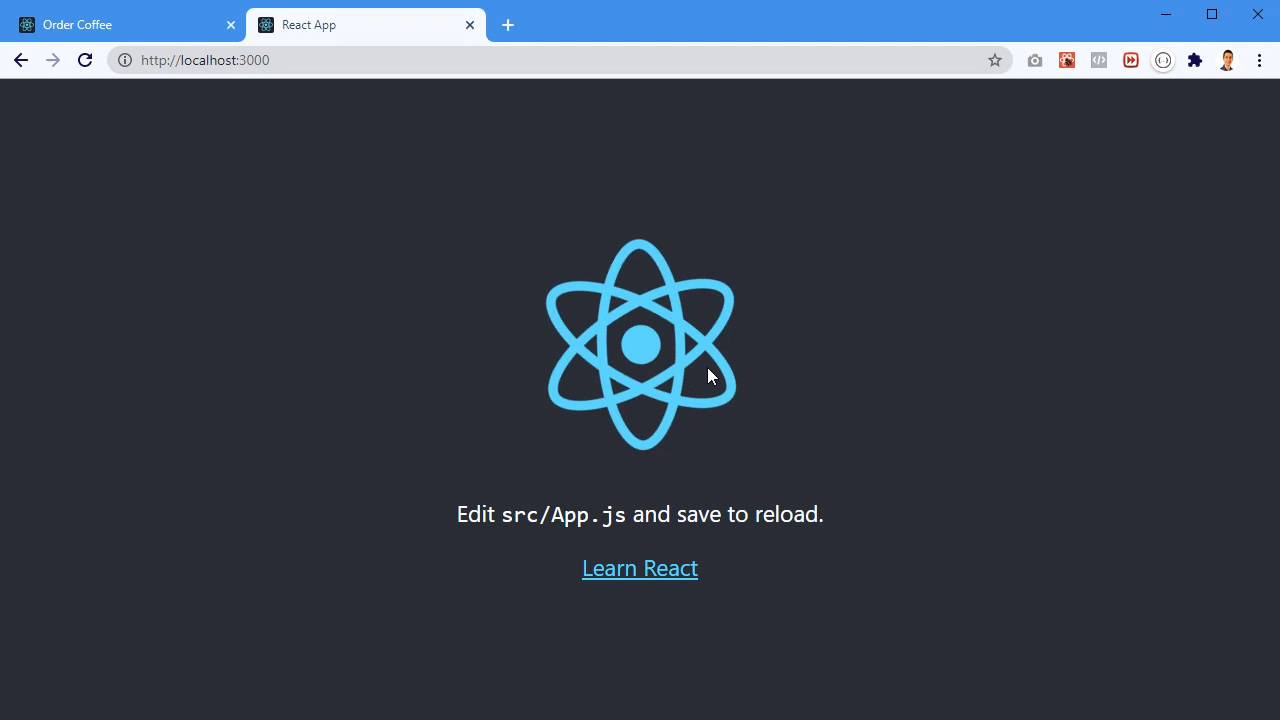 Order Coffee
React App
http://localhost:3000
Edit src/App.js and save to reload.
Learn React